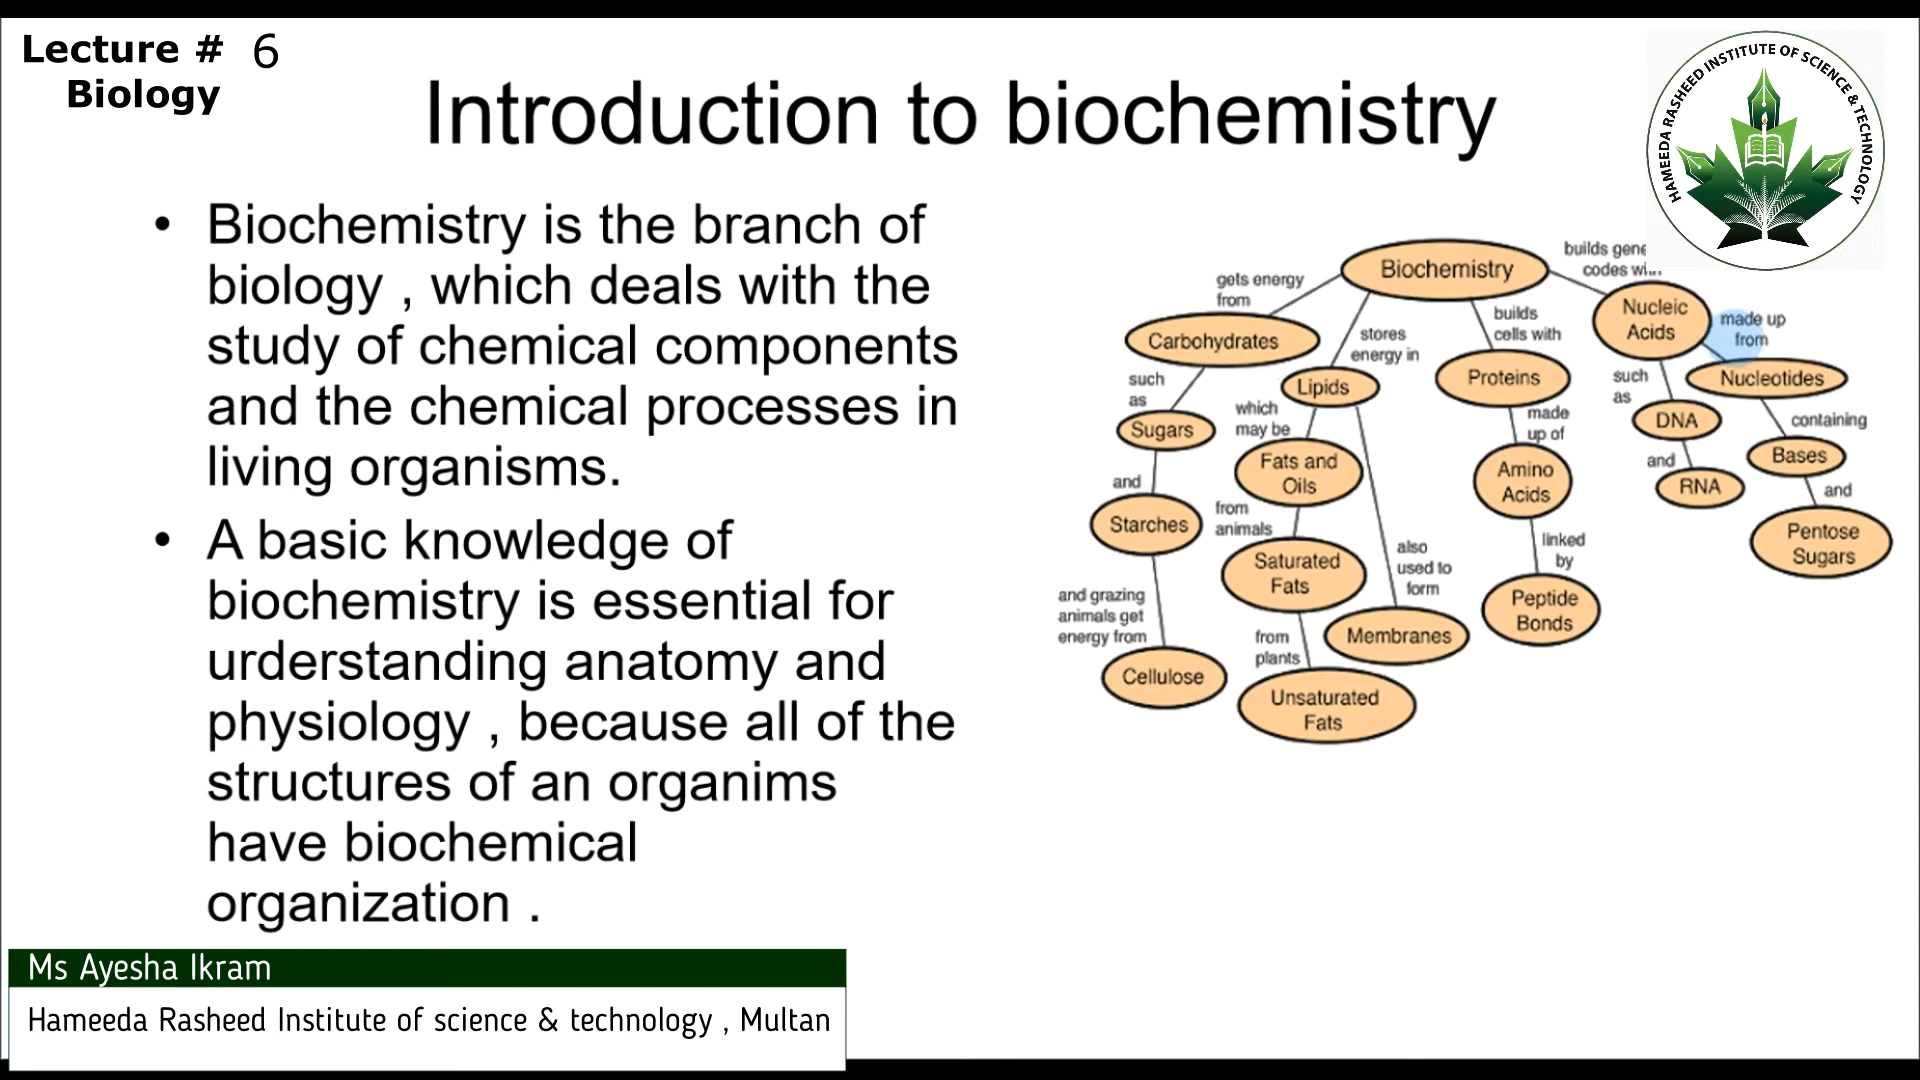 Lecture # 6
Biology
Introduction to biochemistry
HAMEEDA RASHEED INSTITUTE OF SCIENCE & TECHNOLOGY
• Biochemistry is the branch of
biology , which deals with the
study of chemical components
and the chemical processes in
living organisms.
• A basic knowledge of
biochemistry is essential for
urderstanding anatomy and
physiology , because all of the
structures of an organims
have biochemical
organization .
Biochemistry
gets energy
from
Carbohydrates
such
as
Sugars
and
Starches
and grazing
animals get
energy from
Cellulose
stores
energy in
Lipids
which
may be
Fats and
Oils
from
animals
Saturated
Fats
from
plants
Unsaturated
Fats
also
used to
form
Membranes
builds
cells with
Proteins
made
up of
Amino
Acids
linked
by
Peptide
Bonds
builds
codes
Nucleic
Acids
such
as
DNA
and
RNA
made up
from
Nucleotides
containing
Bases
and
Pentose
Sugars
Ms Ayesha Ikram
Hameeda Rasheed Institute of science & technology , Multan